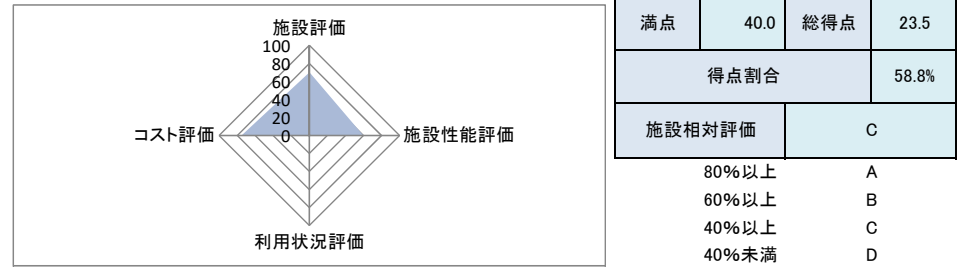 施設評価
100
80
60
40
20
0
コスト評価
施設性能評価
利用状況評価
満点 40.0 総得点 23.5
得点割合 58.8%
施設相対評価 C
80%以上 A
60%以上 B
40%以上 C
40%未満 D